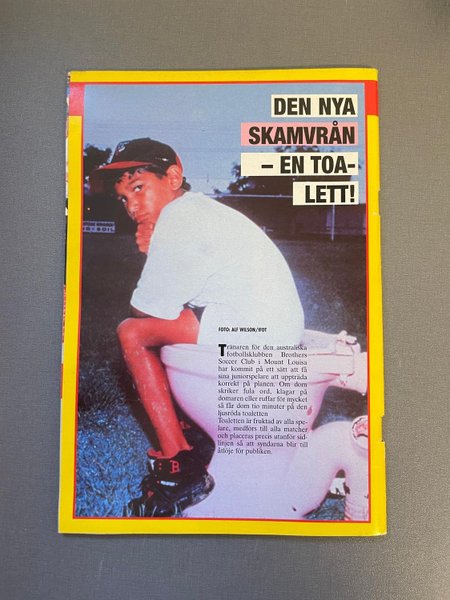 DEN NYA
SKAMVRÅN
– EN TOA-
LETT!
FOTO: ALF WILSON/IFOT
Tränaren för den australiska
fotbollsklubben Brothers
Soccer Club i Mount Louisa
har kommit på ett sätt att få
sina juniorspelare att uppträda
korrekt på planen. Om dom
skriker fula ord, klagar på
domaren eller ruffar för mycket
så får dom tio minuter på den
ljusröda toaletten
Toaletten är fruktad av alla spe-
lare, medförs till alla matcher
och placeras precis utanför sid-
linjen så att syndarna blir till
åtlöje för publiken.